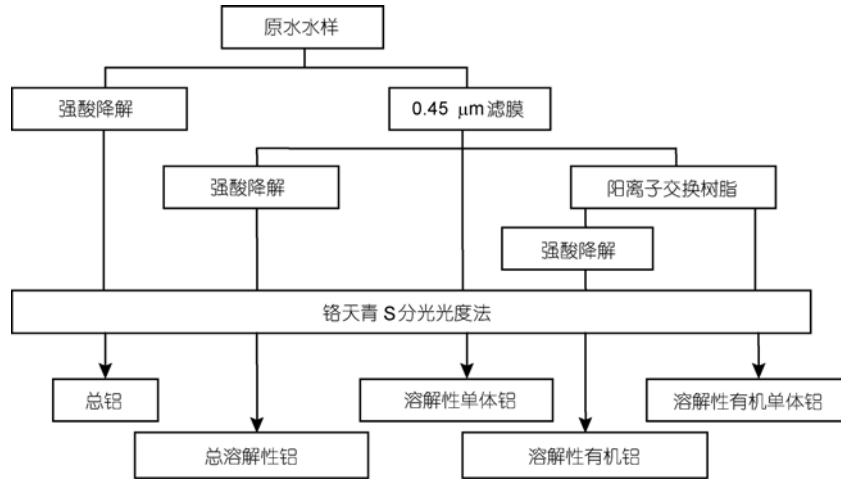 原水水样
强酸降解
0.45 μm滤膜
强酸降解
阳离子交换树脂
强酸降解
铬天青S分光光度法
总铝
溶解性单体铝
溶解性有机单体铝
总溶解性铝
溶解性有机铝